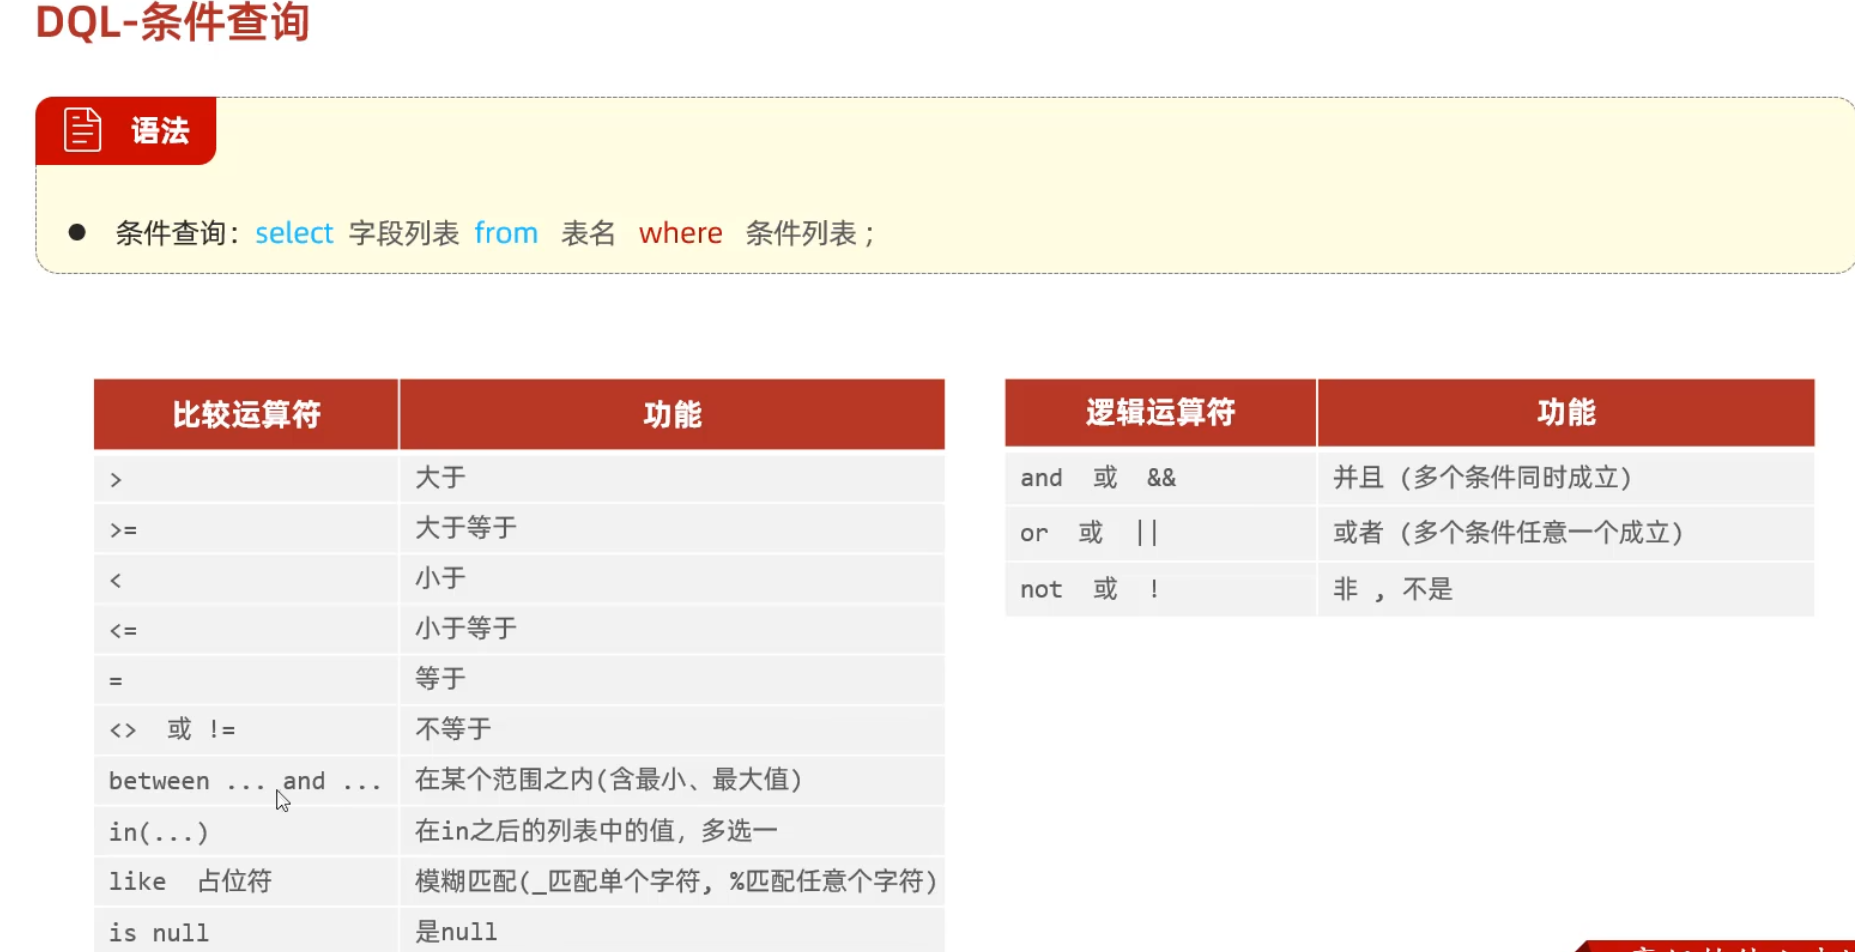 DQL-条件查询
语法
● 条件查询：select 字段列表 from 表名 where 条件列表 ;
比较运算符 功能
> 大于
>= 大于等于
< 小于
<= 小于等于
= 等于
<> 或 != 不等于
between ... and ... 在某个范围之内(含最小、最大值)
in(...) 在in之后的列表中的值，多选一
like 占位符 模糊匹配(_匹配单个字符, %匹配任意个字符)
is null 是null
逻辑运算符 功能
and 或 && 并且 (多个条件同时成立)
or 或 || 或者 (多个条件任意一个成立)
not 或 ! 非 , 不是